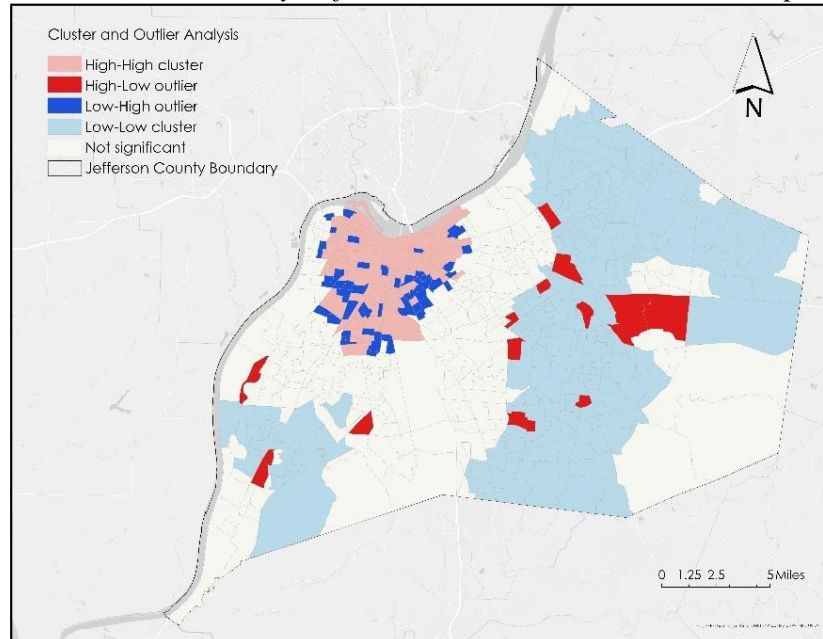 Cluster and Outlier Analysis
High-High cluster
High-Low outlier
Low-High outlier
Low-Low cluster
Not significant
Jefferson County Boundary
N
0 1.25 2.5 5 Miles